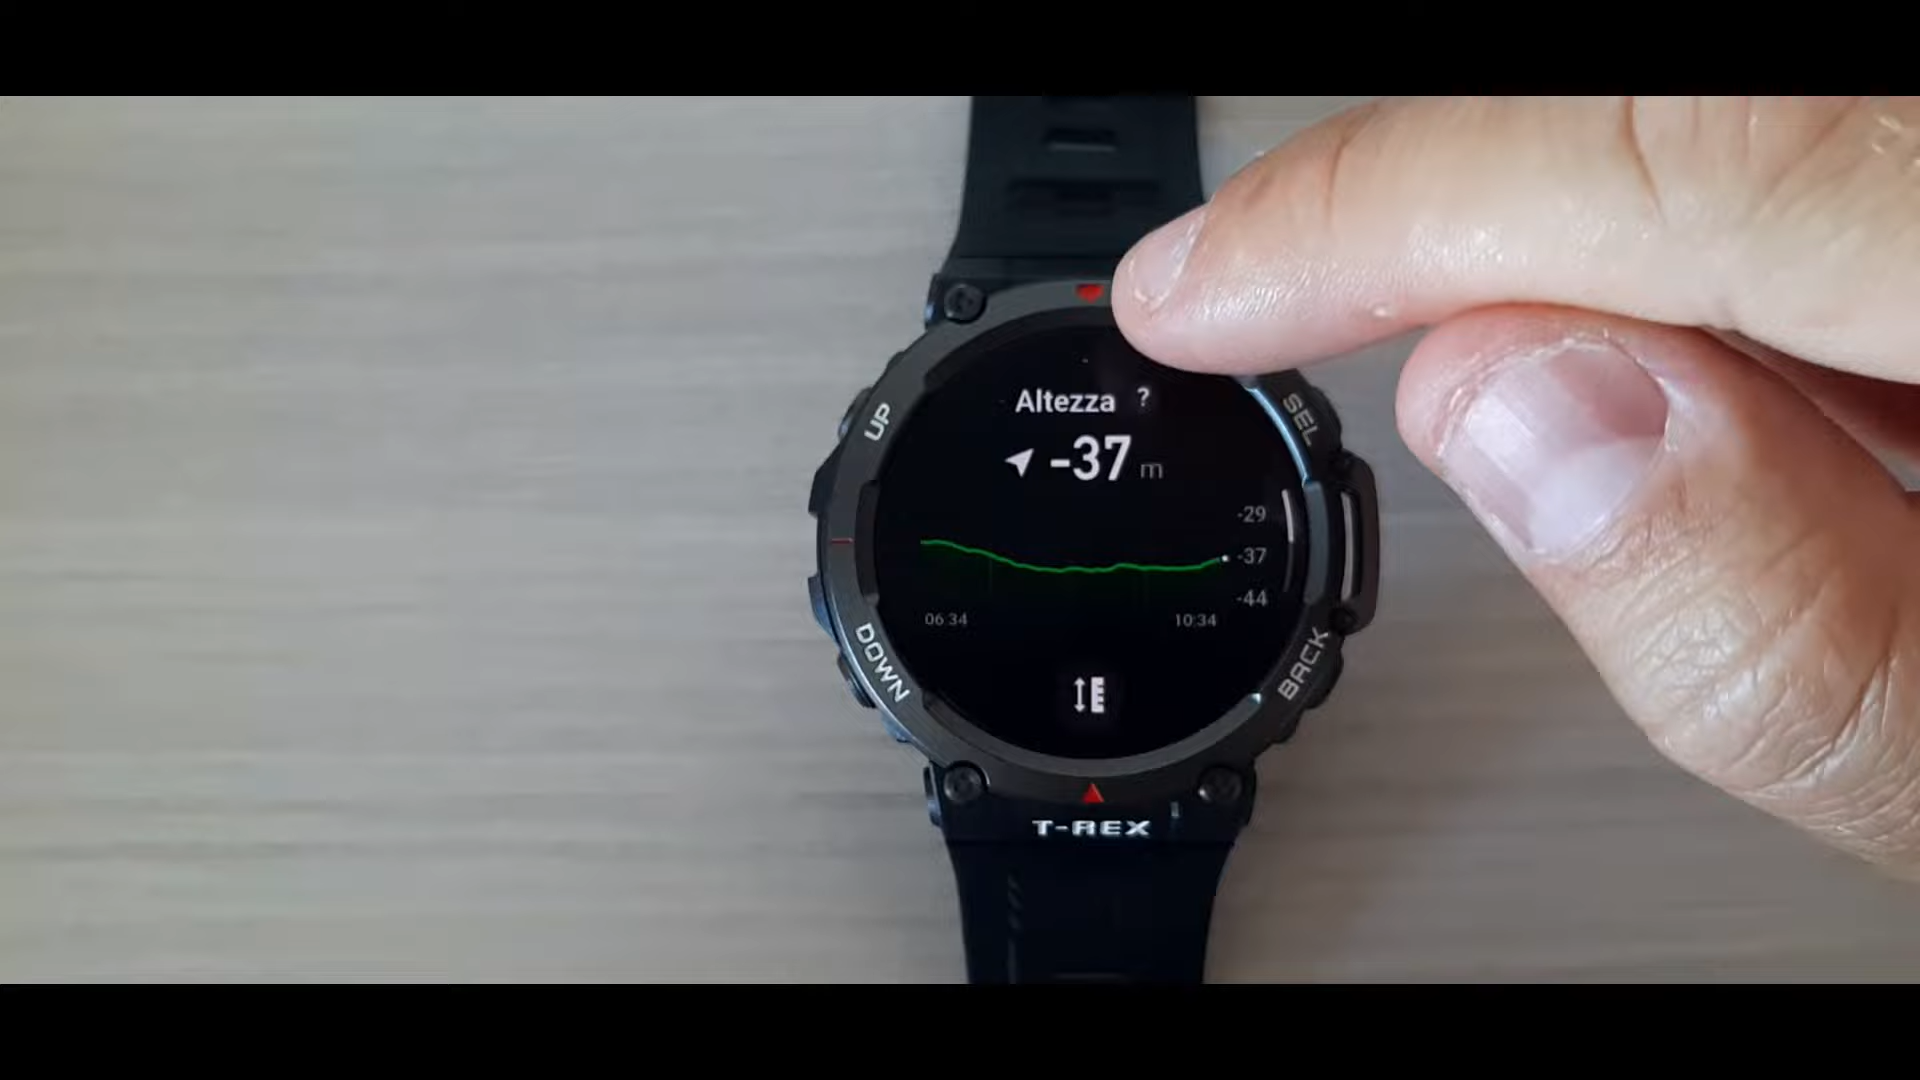 Altezza ?
-37 m
-29
-37
-44
06:34 10:34
UP
SEL
DOWN
BACK
T-REX